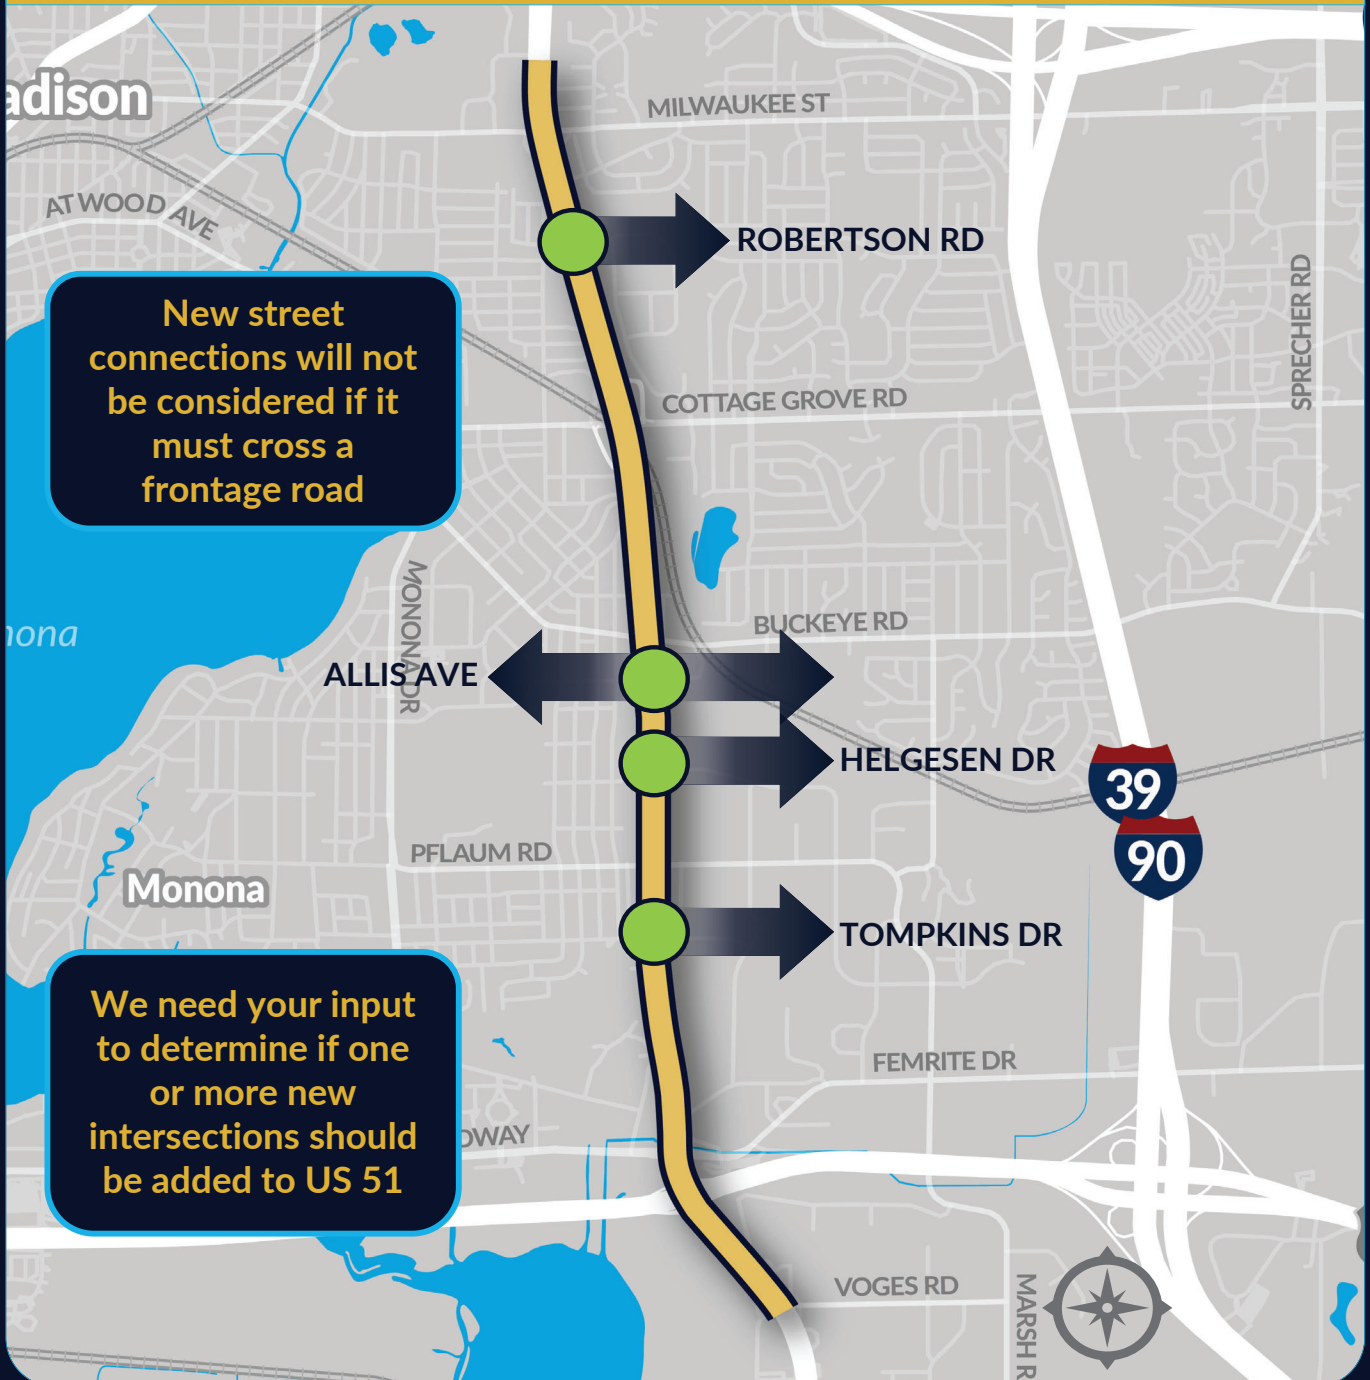 adison
MILWAUKEE ST
ATWOOD AVE
ROBERTSON RD
SPRECHER RD
New street
connections will not
be considered if it
must cross a
frontage road
COTTAGE GROVE RD
MONONA DR
BUCKEYE RD
nona
ALLIS AVE
HELGESEN DR
39
90
PFLAUM RD
Monona
TOMPKINS DR
We need your input
to determine if one
or more new
intersections should
be added to US 51
FEMRITE DR
DWAY
VOGES RD
MARSH R